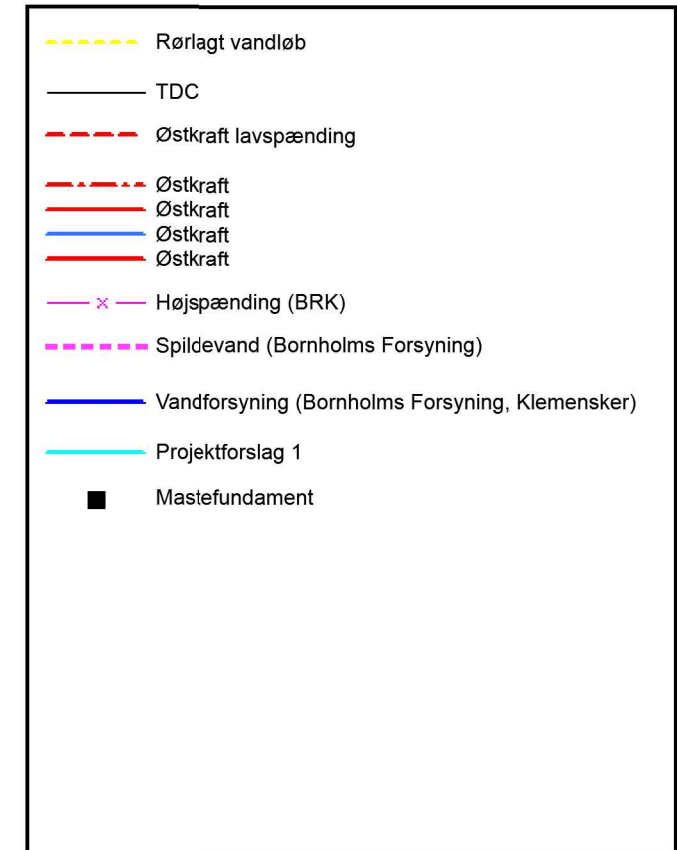 Rørlagt vandløb
TDC
Østkraft lavspænding
Østkraft
Østkraft
Østkraft
Østkraft
Højspænding (BRK)
Spildevand (Bornholms Forsyning)
Vandforsyning (Bornholms Forsyning, Klemensker)
Projektforslag 1
Mastefundament